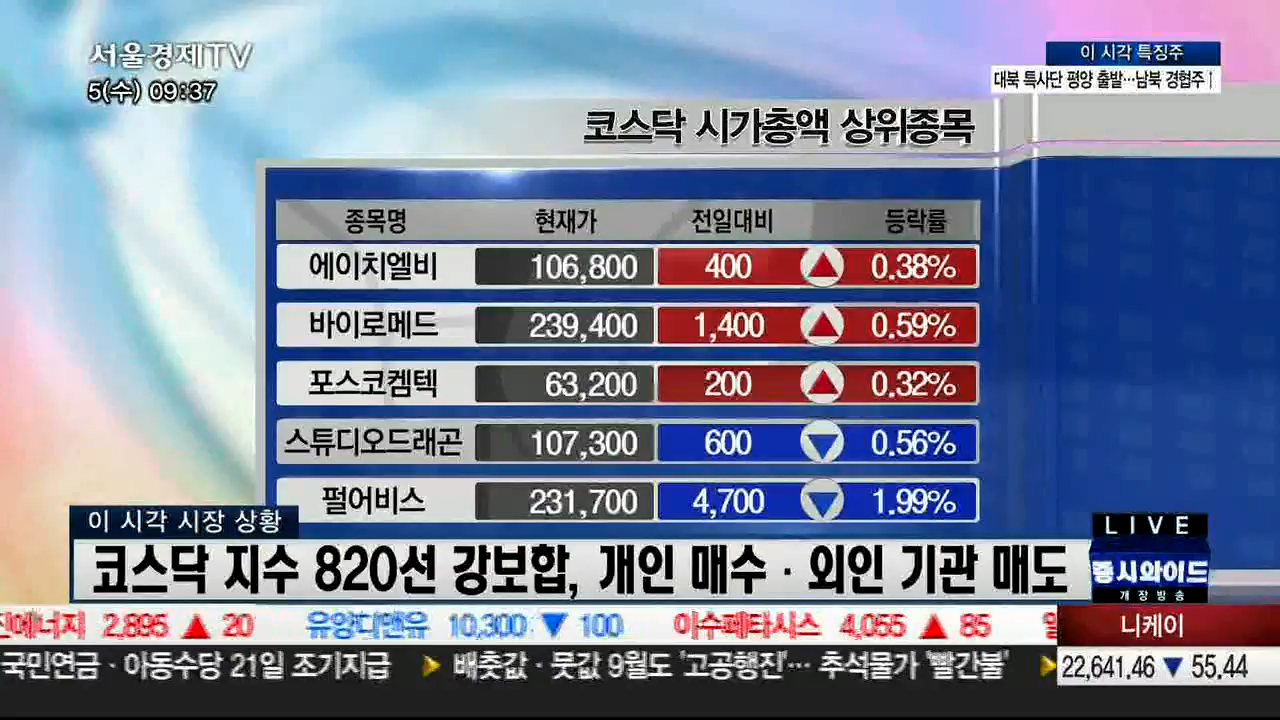 서울경제TV
5(수) 09:37
이 시각 특징주
대북 특사단 평양 출발…남북 경협주↑
코스닥 시가총액 상위종목
종목명 현재가 전일대비 등락률
에이치엘비 106,800 400 ▲ 0.38%
바이로메드 239,400 1,400 ▲ 0.59%
포스코켐텍 63,200 200 ▲ 0.32%
스튜디오드래곤 107,300 600 ▼ 0.56%
펄어비스 231,700 4,700 ▼ 1.99%
이 시각 시장 상황
코스닥 지수 820선 강보합, 개인 매수·외인 기관 매도
LIVE
증시와이드
개장방송
에너지 2,895 ▲ 20 유양디앤유 10,300 ▼ 100 이수페타시스 4,055 ▲ 85
니케이
국민연금·아동수당 21일 조기지급 ▶ 배춧값·뭇값 9월도 '고공행진'… 추석물가 '빨간불' ▶
22,641.46 ▼ 55.44